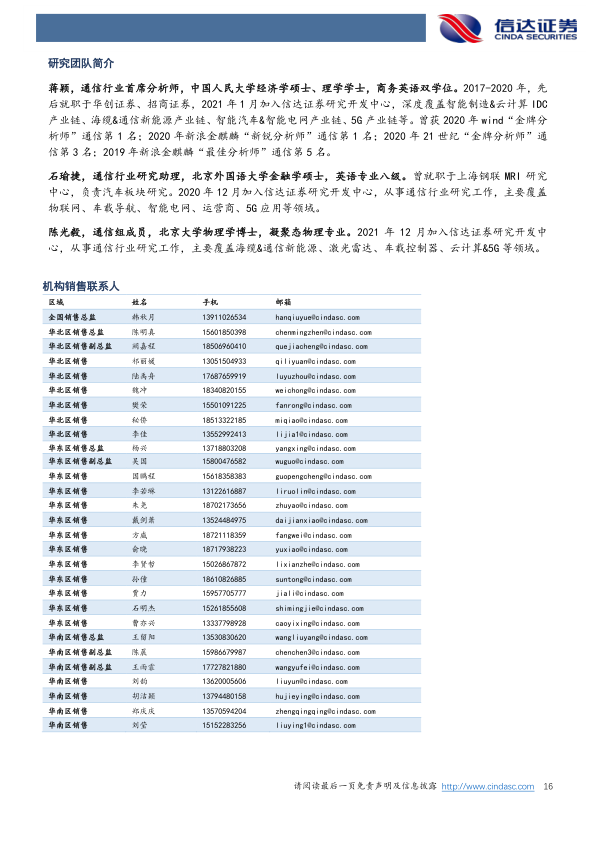 信达证券
CINDA SECURITIES
研究团队简介
蒋颖，通信行业首席分析师，中国人民大学经济学硕士、理学学士，商务英语双学位。2017-2020 年，先
后就职于华创证券、招商证券，2021 年 1 月加入信达证券研究开发中心，深度覆盖智能制造&云计算 IDC
产业链、海缆&通信新能源产业链、智能汽车&智能电网产业链、5G 产业链等。曾获 2020 年 wind“金牌分
析师”通信第 1 名；2020 年新浪金麒麟“新锐分析师”通信第 1 名；2020 年 21 世纪“金牌分析师”通
信第 3 名；2019 年新浪金麒麟“最佳分析师”通信第 5 名。
石瑜捷，通信行业研究助理，北京外国语大学金融学硕士，英语专业八级。曾就职于上海钢联 MRI 研究
中心，负责汽车板块研究。2020 年 12 月加入信达证券研究开发中心，从事通信行业研究工作，主要覆盖
物联网、车载导航、智能电网、运营商、5G 应用等领域。
陈光毅，通信组成员，北京大学物理学博士，凝聚态物理专业。2021 年 12 月加入信达证券研究开发中
心，从事通信行业研究工作，主要覆盖海缆&通信新能源、激光雷达、车载控制器、云计算&5G 等领域。
机构销售联系人
区域 姓名 手机 邮箱
全国销售总监 韩秋月 13911026534 hanqiuyue@cindasc.com
华北区销售总监 陈明真 15601850398 chenmingzhen@cindasc.com
华北区销售副总监 阙嘉程 18506960410 quejiacheng@cindasc.com
华北区销售 祁丽媛 13051504933 qiliyuan@cindasc.com
华北区销售 陆禹舟 17687659919 luyuzhou@cindasc.com
华北区销售 魏冲 18340820155 weichong@cindasc.com
华北区销售 樊荣 15501091225 fanrong@cindasc.com
华北区销售 秘侨 18513322185 miqiao@cindasc.com
华北区销售 李佳 13552992413 lijia1@cindasc.com
华东区销售总监 杨兴 13718803208 yangxing@cindasc.com
华东区销售副总监 吴国 15800476582 wuguo@cindasc.com
华东区销售 国鹏程 15618358383 guopengcheng@cindasc.com
华东区销售 李若琳 13122616887 liruolin@cindasc.com
华东区销售 朱尧 18702173656 zhuyao@cindasc.com
华东区销售 戴剑箫 13524484975 daijianxiao@cindasc.com
华东区销售 方威 18721118359 fangwei@cindasc.com
华东区销售 俞晓 18717938223 yuxiao@cindasc.com
华东区销售 李贤哲 15026867872 lixianzhe@cindasc.com
华东区销售 孙僮 18610826885 suntong@cindasc.com
华东区销售 贾力 15957705777 jiali@cindasc.com
华东区销售 石明杰 15261855608 shimingjie@cindasc.com
华东区销售 曹亦兴 13337798928 caoyixing@cindasc.com
华南区销售总监 王留阳 13530830620 wangliuyang@cindasc.com
华南区销售副总监 陈晨 15986679987 chenchen3@cindasc.com
华南区销售副总监 王雨霏 17727821880 wangyufei@cindasc.com
华南区销售 刘韵 13620005606 liuyun@cindasc.com
华南区销售 胡洁颖 13794480158 hujieying@cindasc.com
华南区销售 郑庆庆 13570594204 zhengqingqing@cindasc.com
华南区销售 刘莹 15152283256 liuying1@cindasc.com
请阅读最后一页免责声明及信息披露 http://www.cindasc.com 16